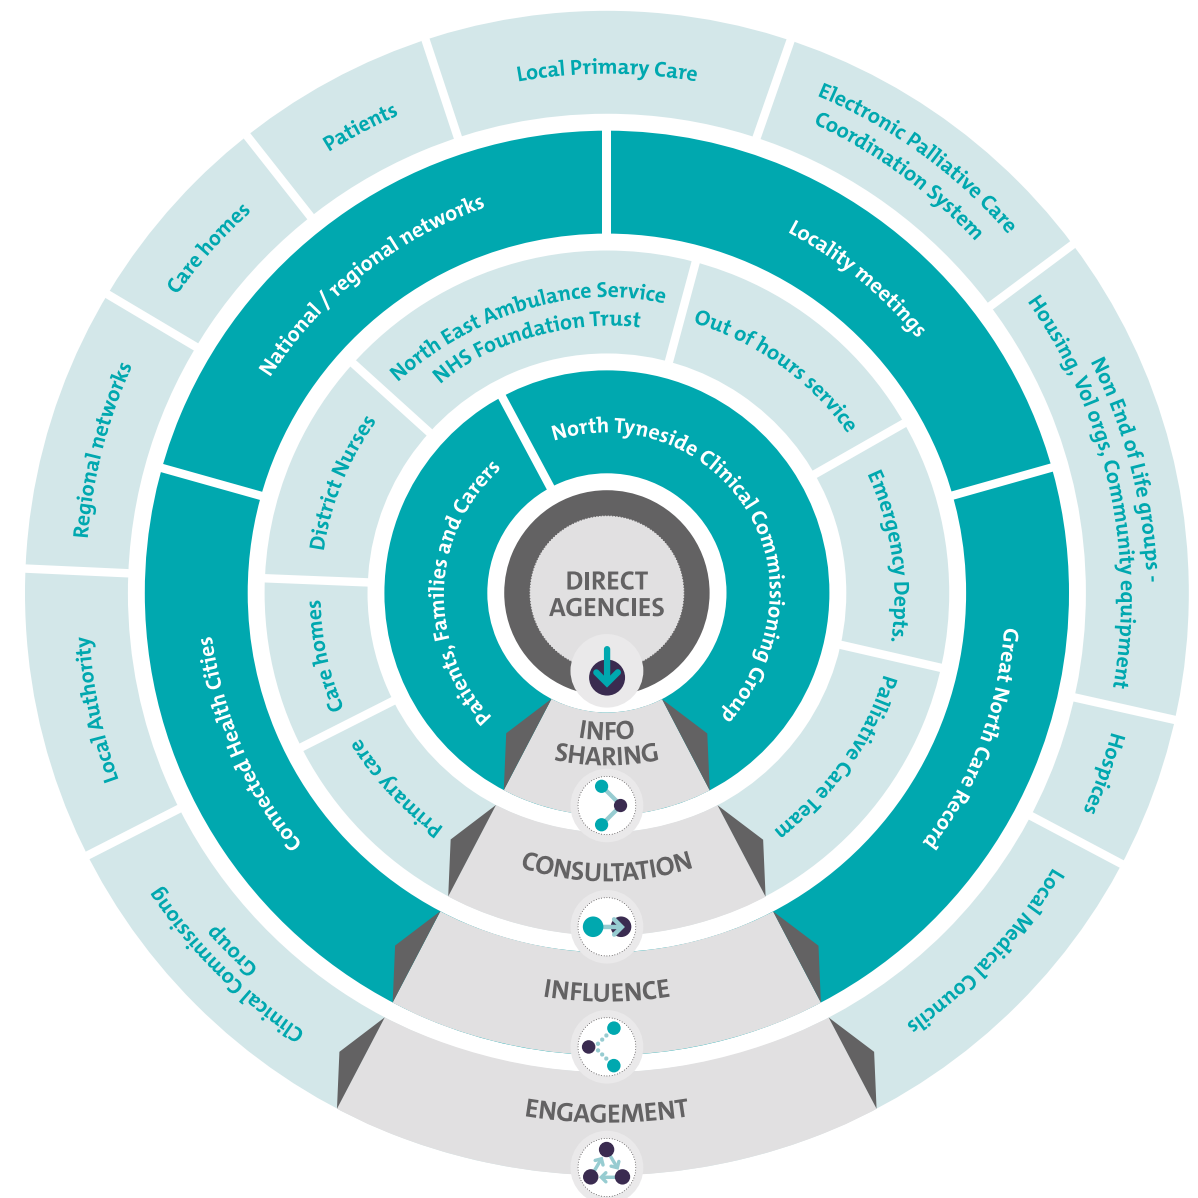 DIRECT
AGENCIES
INFO
SHARING
CONSULTATION
INFLUENCE
ENGAGEMENT
Patients, Families and Carers
North Tyneside Clinical Commissioning Group
Primary care
Care homes
District Nurses
North East Ambulance Service
NHS Foundation Trust
Out of hours service
Emergency Depts.
Palliative Care Team
Connected Health Cities
National / regional networks
Locality meetings
Great North Care Record
Clinical Commissiong
Group
Local Authority
Regional networks
Care homes
Patients
Local Primary Care
Electronic Palliative Care
Coordination System
Non End of Life groups -
Housing, Vol orgs, Community equipment
Hospices
Local Medical Councils